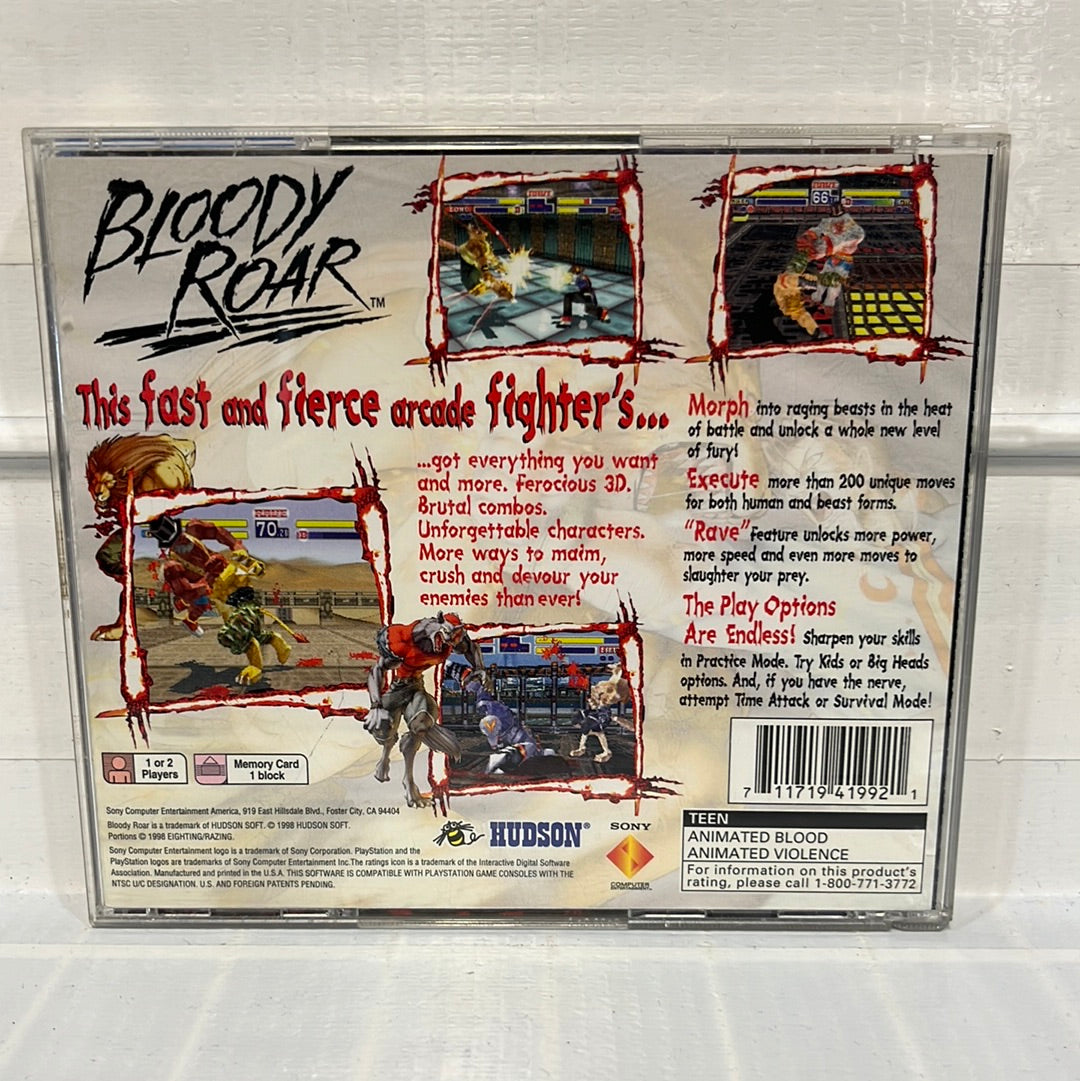 BLOODY
ROAR™
This fast and fierce arcade fighter's...
...got everything you want
and more. Ferocious 3D.
Brutal combos.
Unforgettable characters.
More ways to maim,
crush and devour your
enemies than ever!
Morph into raging beasts in the heat
of battle and unlock a whole new level
of fury!
Execute more than 200 unique moves
for both human and beast forms.
"Rave" Feature unlocks more power,
more speed and even more moves to
slaughter your prey.
The Play Options
Are Endless! Sharpen your skills
in Practice Mode. Try Kids or Big Heads
options. And, if you have the nerve,
attempt Time Attack or Survival Mode!
66
70
1 or 2
Players
Memory Card
1 block
Sony Computer Entertainment America, 919 East Hillsdale Blvd., Foster City, CA 94404
Bloody Roar is a trademark of HUDSON SOFT. © 1998 HUDSON SOFT.
Portions © 1998 EIGHTING/RAZING.
Sony Computer Entertainment logo is a trademark of Sony Corporation. PlayStation and the
PlayStation logos are trademarks of Sony Computer Entertainment Inc.The ratings icon is a trademark of the Interactive Digital Software
Association. Manufactured and printed in the U.S.A. THIS SOFTWARE IS COMPATIBLE WITH PLAYSTATION GAME CONSOLES WITH THE
NTSC U/C DESIGNATION. U.S. AND FOREIGN PATENTS PENDING.
HUDSON®
SONY
COMPUTER
ENTERTAINMENT
7 11719 41992 1
TEEN
ANIMATED BLOOD
ANIMATED VIOLENCE
For information on this product's
rating, please call 1-800-771-3772